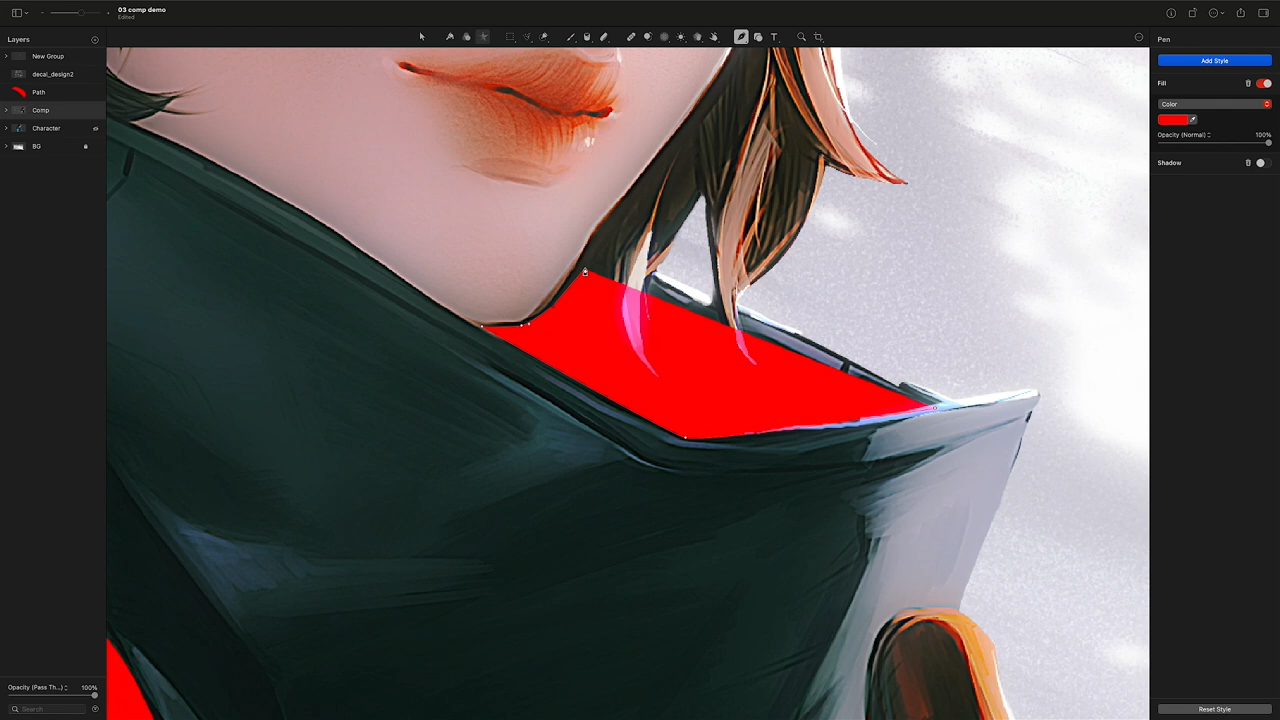 03 comp demo
Edited
Layers
New Group
decal_design2
Path
Comp
Character
BG
Opacity (Pass Th...)
100%
Search
T
Pen
Add Style
Fill
Color
Opacity (Normal)
100%
Shadow
Reset Style